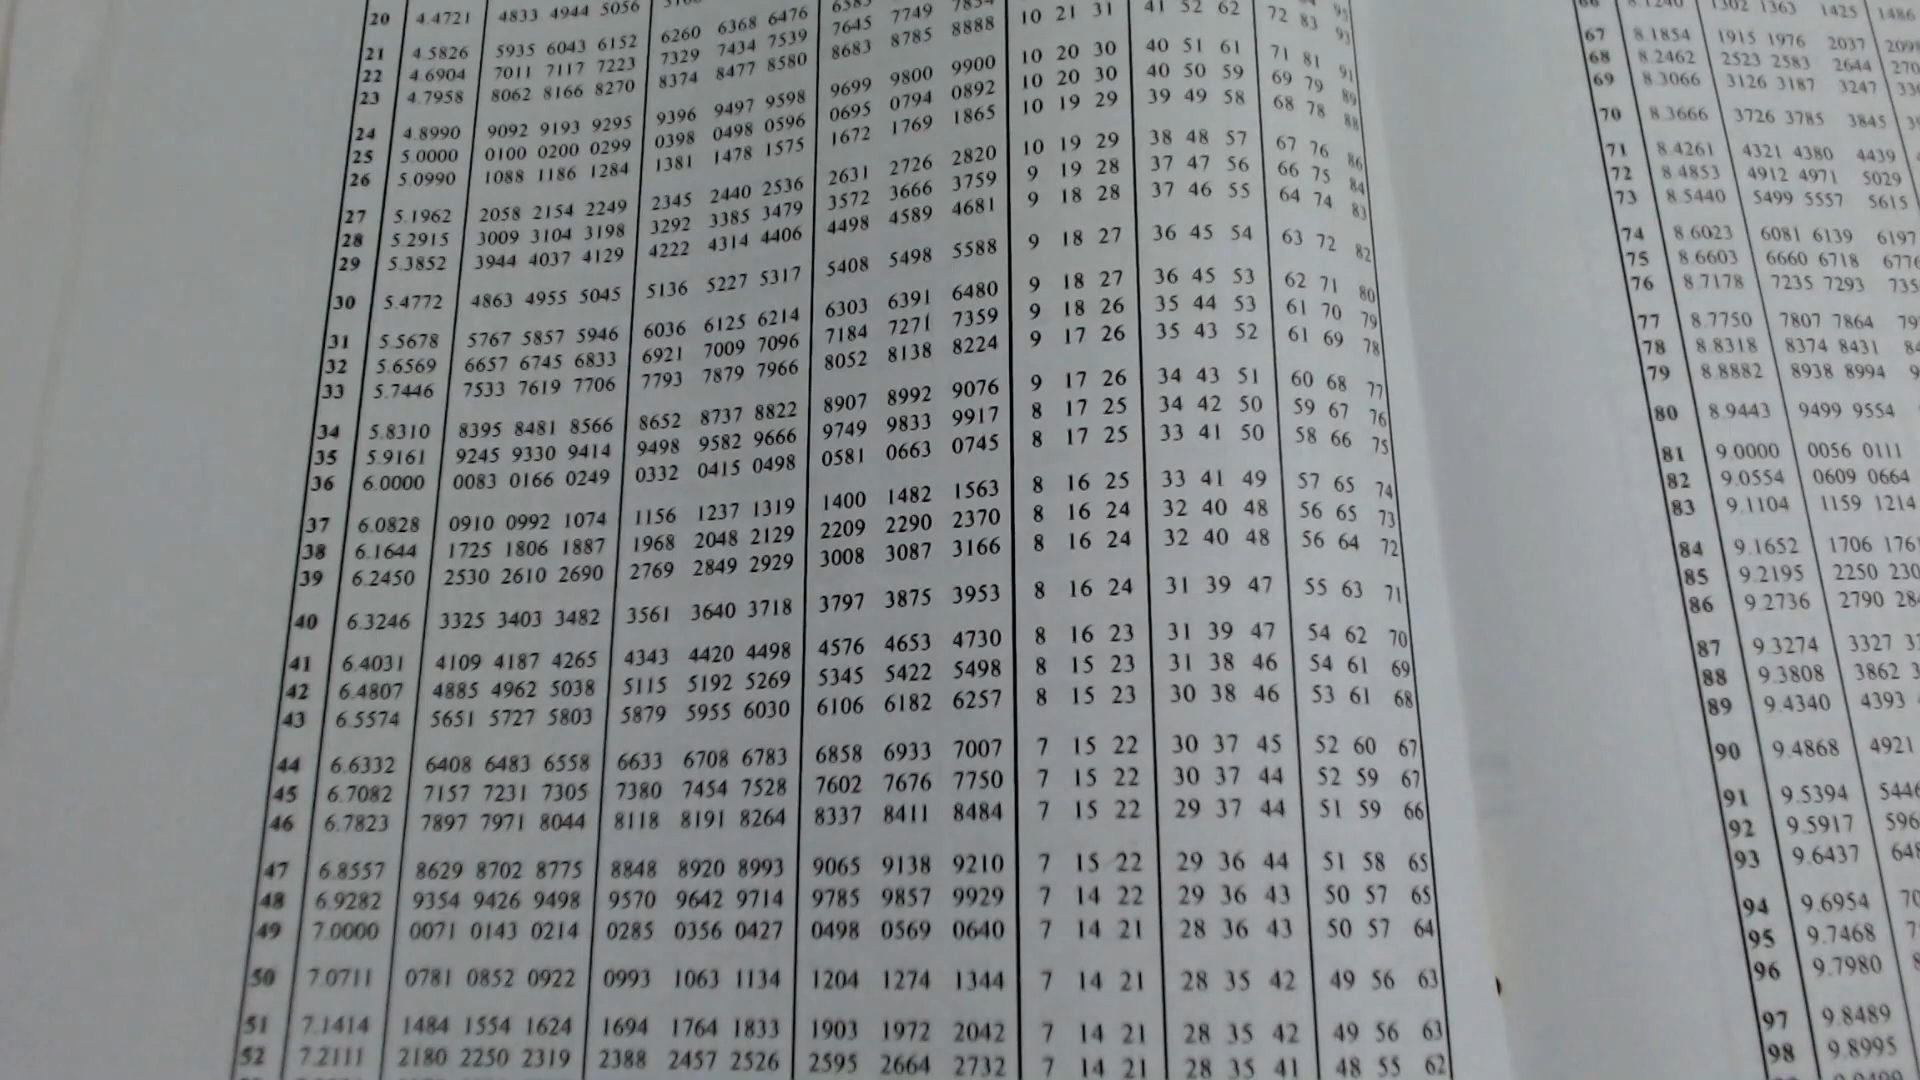 20 4.4721 4833 4944 5056
21 4.5826 5935 6043 6152 6260 6368 6476 6583 10 21 31 41 52 62 72 83 93
22 4.6904 7011 7117 7223 7329 7434 7539 7645 7749 7854 10 20 30 40 51 61 71 81 91
23 4.7958 8062 8166 8270 8374 8477 8580 8683 8785 8888 10 20 30 40 50 59 69 79 89
24 4.8990 9092 9193 9295 9396 9497 9598 9699 9800 9900 10 19 29 39 49 58 68 78 88
25 5.0000 0100 0200 0299 0398 0498 0596 0695 0794 0892
26 5.0990 1088 1186 1284 1381 1478 1575 1672 1769 1865 10 19 29 38 48 57 67 76 86
27 5.1962 2058 2154 2249 2345 2440 2536 2631 2726 2820 9 19 28 37 47 56 66 75 84
28 5.2915 3009 3104 3198 3292 3385 3479 3572 3666 3759 9 18 28 37 46 55 64 74 83
29 5.3852 3944 4037 4129 4222 4314 4406 4498 4589 4681 9 18 27 36 45 54 63 72 82
30 5.4772 4863 4955 5045 5136 5227 5317 5408 5498 5588 9 18 27 36 45 53 62 71 80
31 5.5678 5767 5857 5946 6036 6125 6214 6303 6391 6480 9 18 26 35 44 53 61 70 79
32 5.6569 6657 6745 6833 6921 7009 7096 7184 7271 7359 9 17 26 35 43 52 61 69 78
33 5.7446 7533 7619 7706 7793 7879 7966 8052 8138 8224 9 17 26 34 43 51 60 68 77
34 5.8310 8395 8481 8566 8652 8737 8822 8907 8992 9076 8 17 25 34 42 50 59 67 76
35 5.9161 9245 9330 9414 9498 9582 9666 9749 9833 9917 8 17 25 33 41 50 58 66 75
36 6.0000 0083 0166 0249 0332 0415 0498 0581 0663 0745 8 16 25 33 41 49 57 65 74
37 6.0828 0910 0992 1074 1156 1237 1319 1400 1482 1563 8 16 24 32 40 48 56 65 73
38 6.1644 1725 1806 1887 1968 2048 2129 2209 2290 2370 8 16 24 32 40 48 56 64 72
39 6.2450 2530 2610 2690 2769 2849 2929 3008 3087 3166 8 16 24 31 39 47 55 63 71
40 6.3246 3325 3403 3482 3561 3640 3718 3797 3875 3953 8 16 23 31 39 47 54 62 70
41 6.4031 4109 4187 4265 4343 4420 4498 4576 4653 4730 8 15 23 31 38 46 54 61 69
42 6.4807 4885 4962 5038 5115 5192 5269 5345 5422 5498 8 15 23 30 38 46 53 61 68
43 6.5574 5651 5727 5803 5879 5955 6030 6106 6182 6257
44 6.6332 6408 6483 6558 6633 6708 6783 6858 6933 7007 7 15 22 30 37 45 52 60 67
45 6.7082 7157 7231 7305 7380 7454 7528 7602 7676 7750 7 15 22 30 37 44 52 59 67
46 6.7823 7897 7971 8044 8118 8191 8264 8337 8411 8484 7 15 22 29 37 44 51 59 66
47 6.8557 8629 8702 8775 8848 8920 8993 9065 9138 9210 7 15 22 29 36 44 51 58 65
48 6.9282 9354 9426 9498 9570 9642 9714 9785 9857 9929 7 14 22 29 36 43 50 57 65
49 7.0000 0071 0143 0214 0285 0356 0427 0498 0569 0640 7 14 21 28 36 43 50 57 64
50 7.0711 0781 0852 0922 0993 1063 1134 1204 1274 1344 7 14 21 28 35 42 49 56 63
51 7.1414 1484 1554 1624 1694 1764 1833 1903 1972 2042 7 14 21 28 35 42 49 56 63
52 7.2111 2180 2250 2319 2388 2457 2526 2595 2664 2732 7 14 21 28 35 41 48 55 62
66 8.1240 1302 1363 1425 1486
67 8.1854 1915 1976 2037
68 8.2462 2523 2583 2644
69 8.3066 3126 3187 3247
70 8.3666 3726 3785 3845
71 8.4261 4321 4380 4439
72 8.4853 4912 4971 5029
73 8.5440 5499 5557 5615
74 8.6023 6081 6139 6197
75 8.6603 6660 6718 6776
76 8.7178 7235 7293
77 8.7750 7807 7864
78 8.8318 8374 8431
79 8.8882 8938 8994
80 8.9443 9499 9554
81 9.0000 0056 0111
82 9.0554 0609 0664
83 9.1104 1159 1214
84 9.1652 1706 1761
85 9.2195 2250
86 9.2736 2790
87 9.3274 3327
88 9.3808 3862
89 9.4340 4393
90 9.4868 4921
91 9.5394 5446
92 9.5917
93 9.6437
94 9.6954
95 9.7468
96 9.7980
97 9.8489
98 9.8995